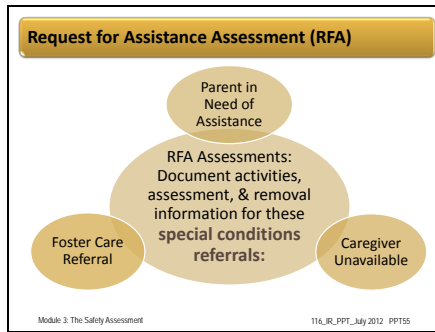 Request for Assistance Assessment (RFA)
Parent in
Need of
Assistance
RFA Assessments:
Document activities,
assessment, & removal
information for these
special conditions
referrals:
Foster Care
Referral
Caregiver
Unavailable
Module 3: The Safety Assessment
116_IR_PPT_July 2012 PPT55